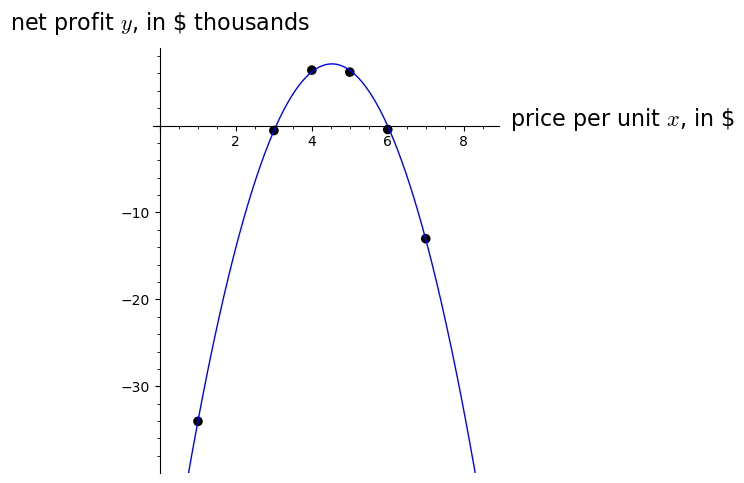 net profit y, in $ thousands
price per unit x, in $
2 4 6 8
−10
−20
−30